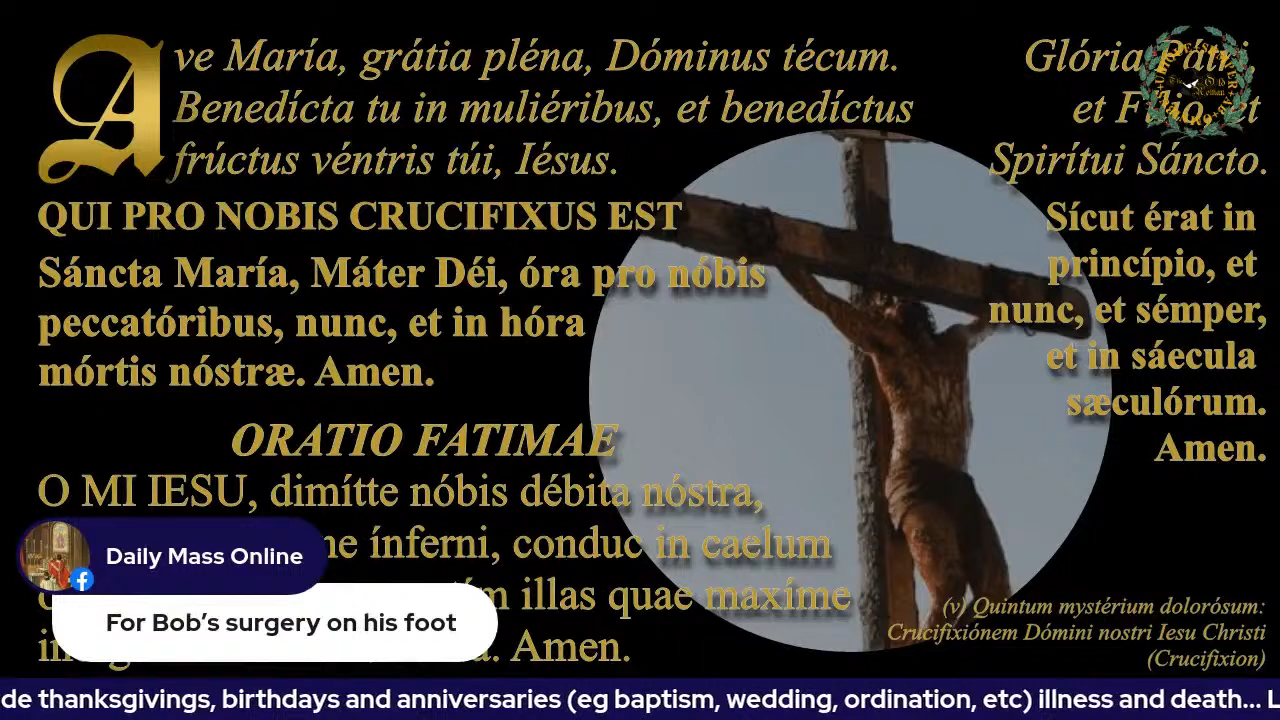 Ave María, grátia pléna, Dóminus técum.
Benedícta tu in muliéribus, et benedíctus
frúctus véntris túi, Iésus.
QUI PRO NOBIS CRUCIFIXUS EST
Sáncta María, Máter Déi, óra pro nóbis
peccatóribus, nunc, et in hóra
mórtis nóstræ. Amen.
ORATIO FATIMAE
O MI IESU, dimítte nóbis débita nóstra,
ínferni, conduc in caelum
illas quae maxíme
Amen.
Glória Pátri,
et Fílio, et
Spirítui Sáncto.
Sícut érat in
princípio, et
nunc, et sémper,
et in sáecula
sæculórum.
Amen.
(v) Quintum mystérium dolorósum:
Crucifixiónem Dómini nostri Iesu Christi
(Crucifixion)
Daily Mass Online
For Bob’s surgery on his foot
de thanksgivings, birthdays and anniversaries (eg baptism, wedding, ordination, etc) illness and death... L